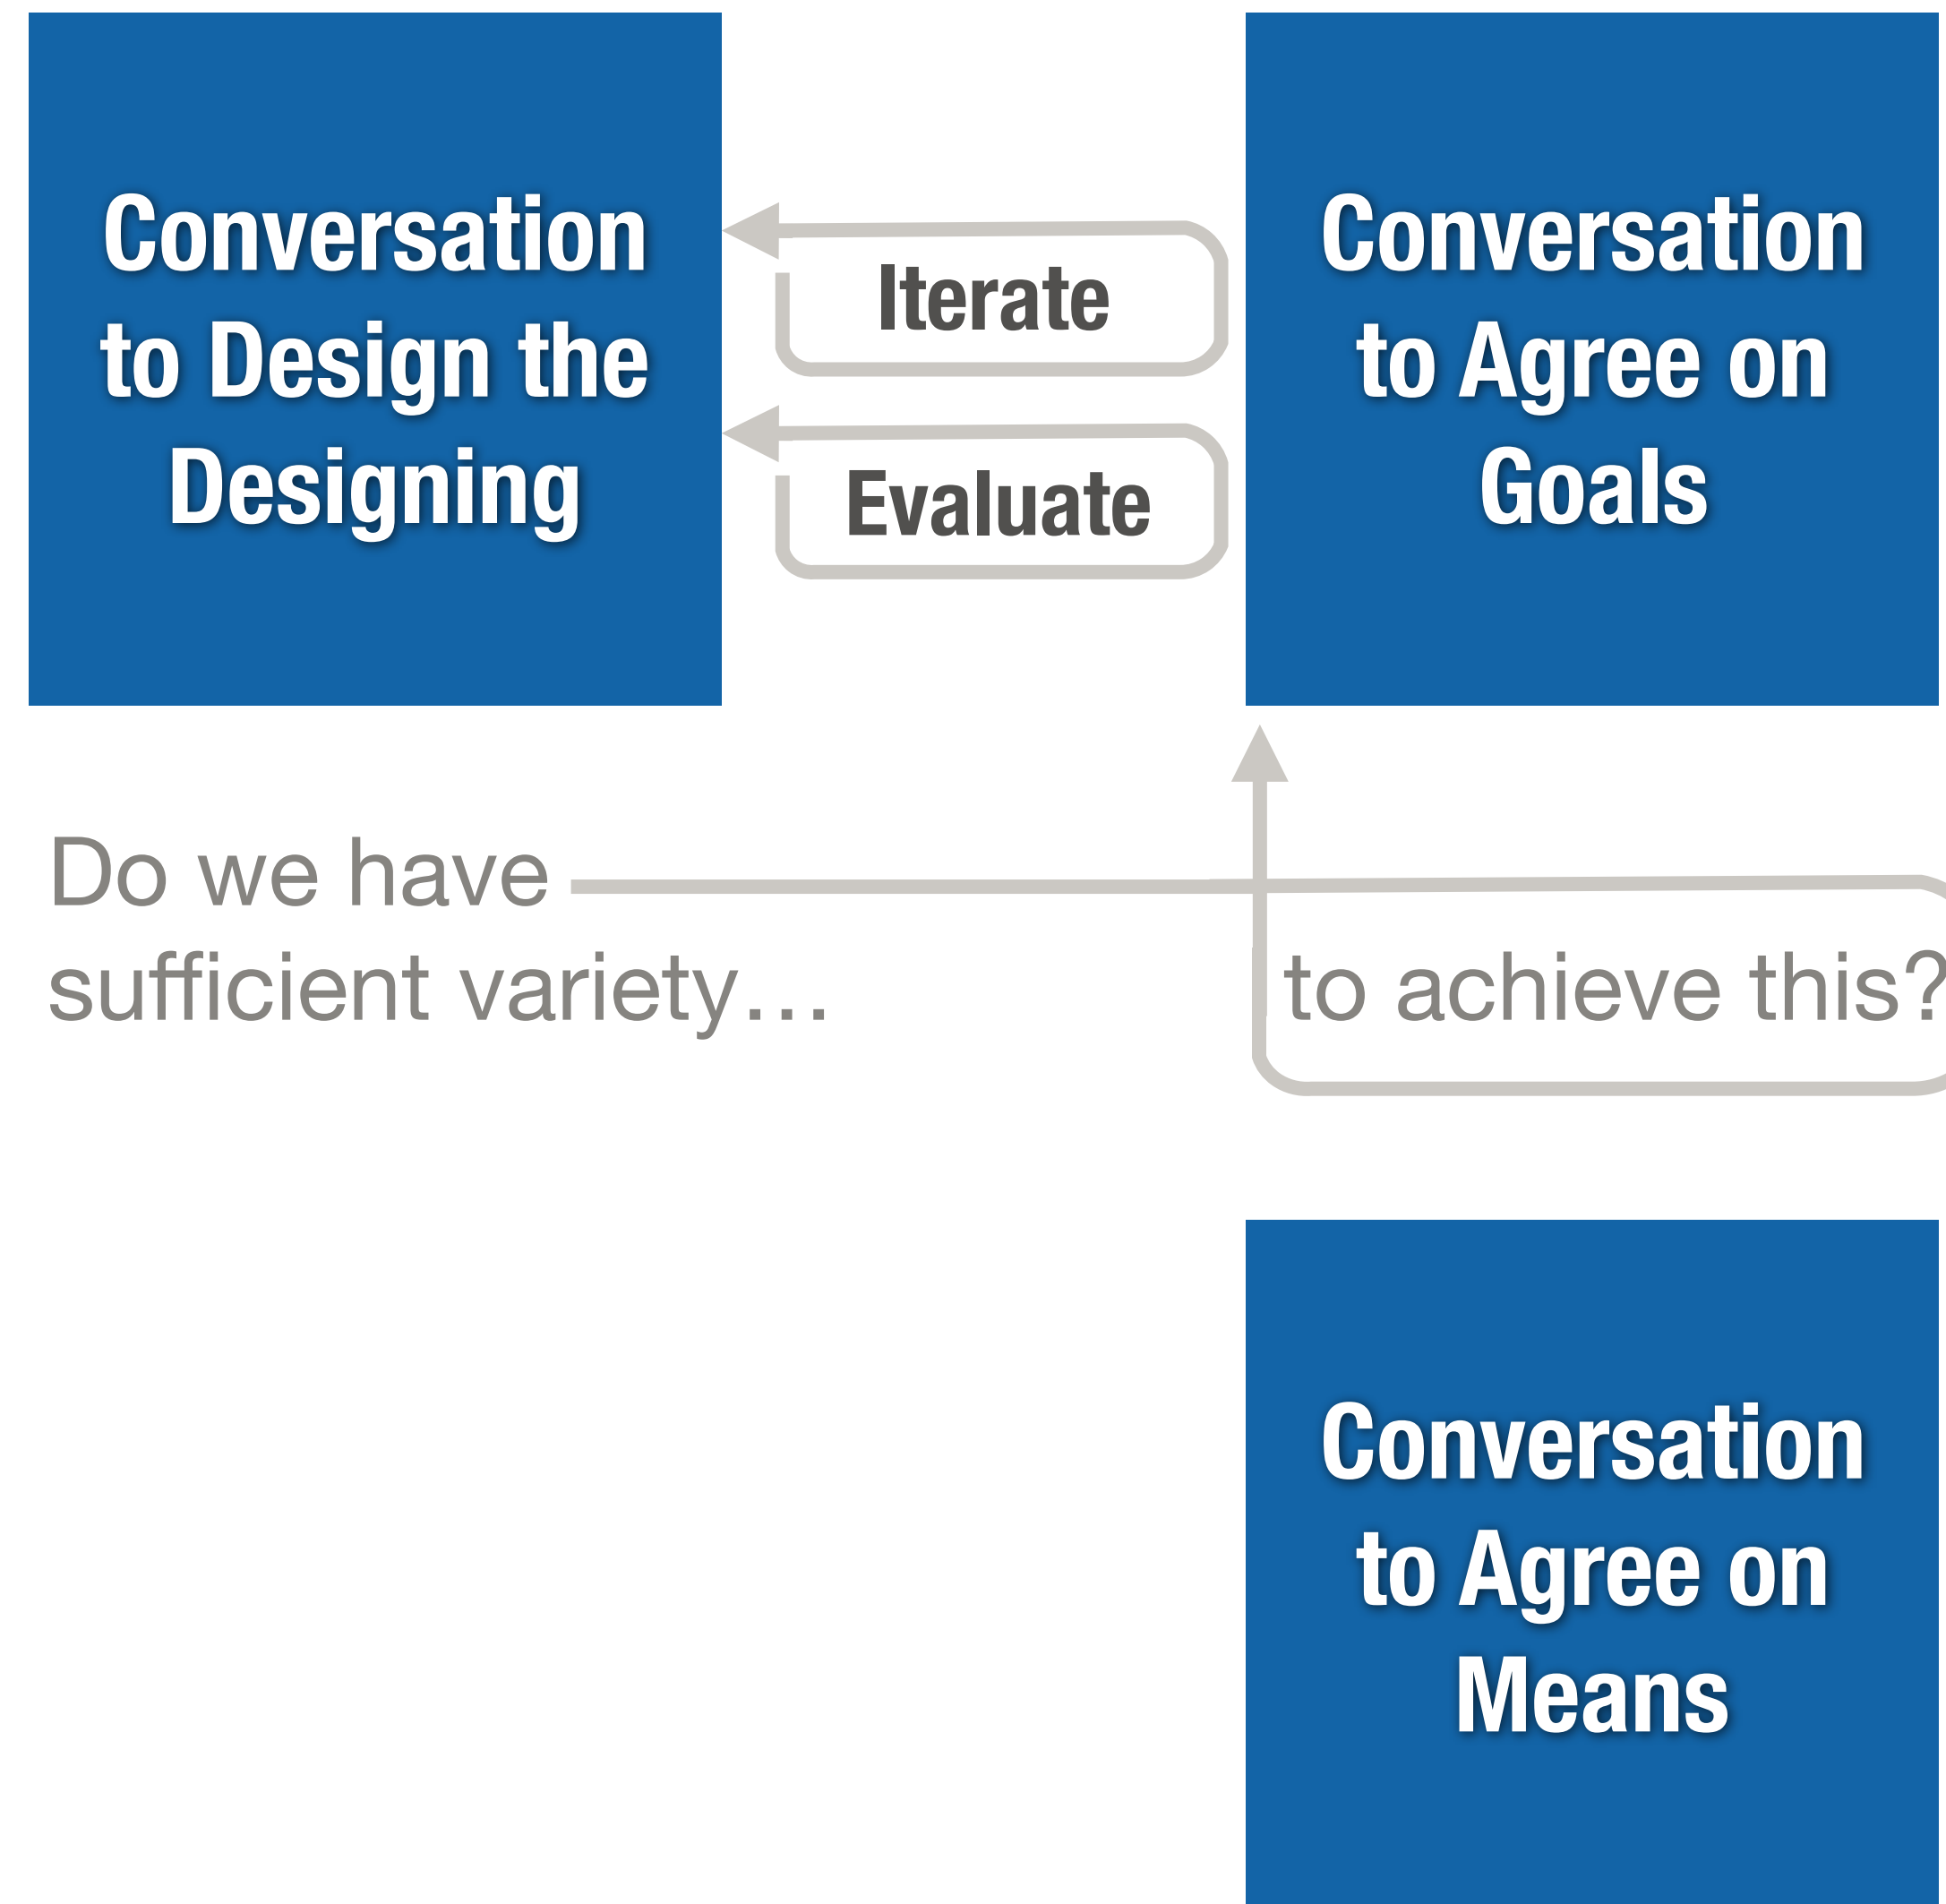 Conversation
to Design the
Designing
Iterate
Evaluate
Conversation
to Agree on
Goals
Do we have
sufficient variety…
to achieve this?
Conversation
to Agree on
Means